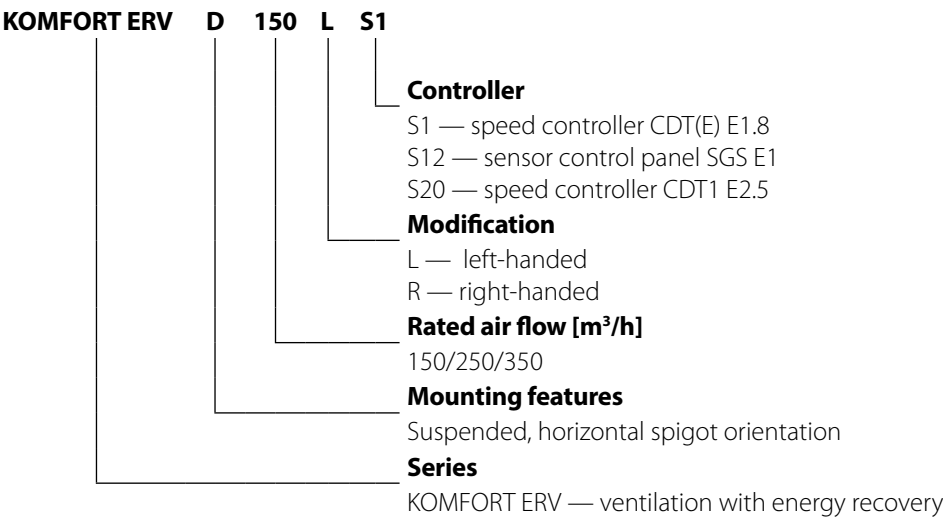 KOMFORT ERV D 150 L S1
Controller
S1 — speed controller CDT(E) E1.8
S12 — sensor control panel SGS E1
S20 — speed controller CDT1 E2.5
Modification
L — left-handed
R — right-handed
Rated air flow [m³/h]
150/250/350
Mounting features
Suspended, horizontal spigot orientation
Series
KOMFORT ERV — ventilation with energy recovery